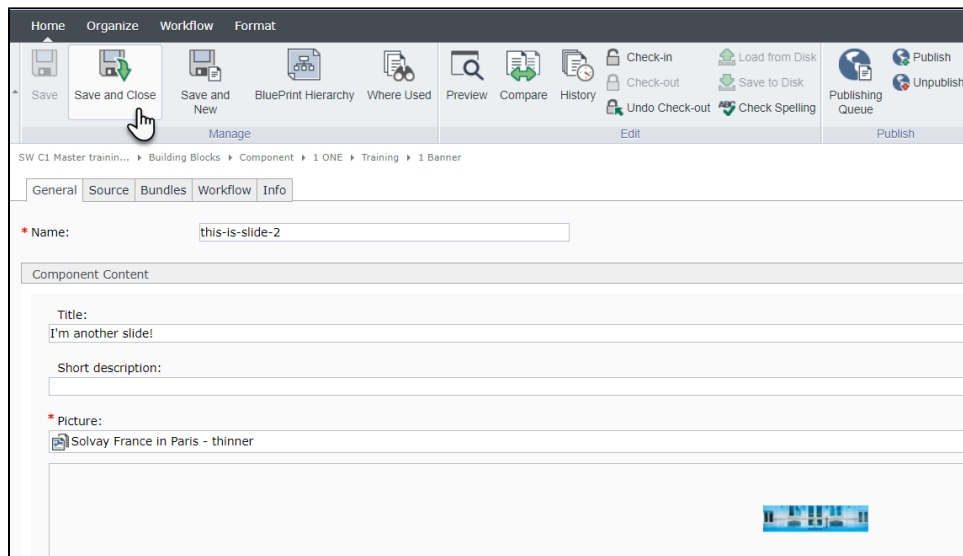 Home Organize Workflow Format
Save
Save and Close
Save and
New
BluePrint Hierarchy
Where Used
Manage
Preview
Compare
History
Check-in
Check-out
Undo Check-out
Load from Disk
Save to Disk
ABC Check Spelling
Edit
Publishing
Queue
Publish
Unpublish
Publish
SW C1 Master trainin... Building Blocks Component 1 ONE Training 1 Banner
General Source Bundles Workflow Info
* Name: this-is-slide-2
Component Content
Title:
I'm another slide!
Short description:
* Picture:
Solvay France in Paris - thinner